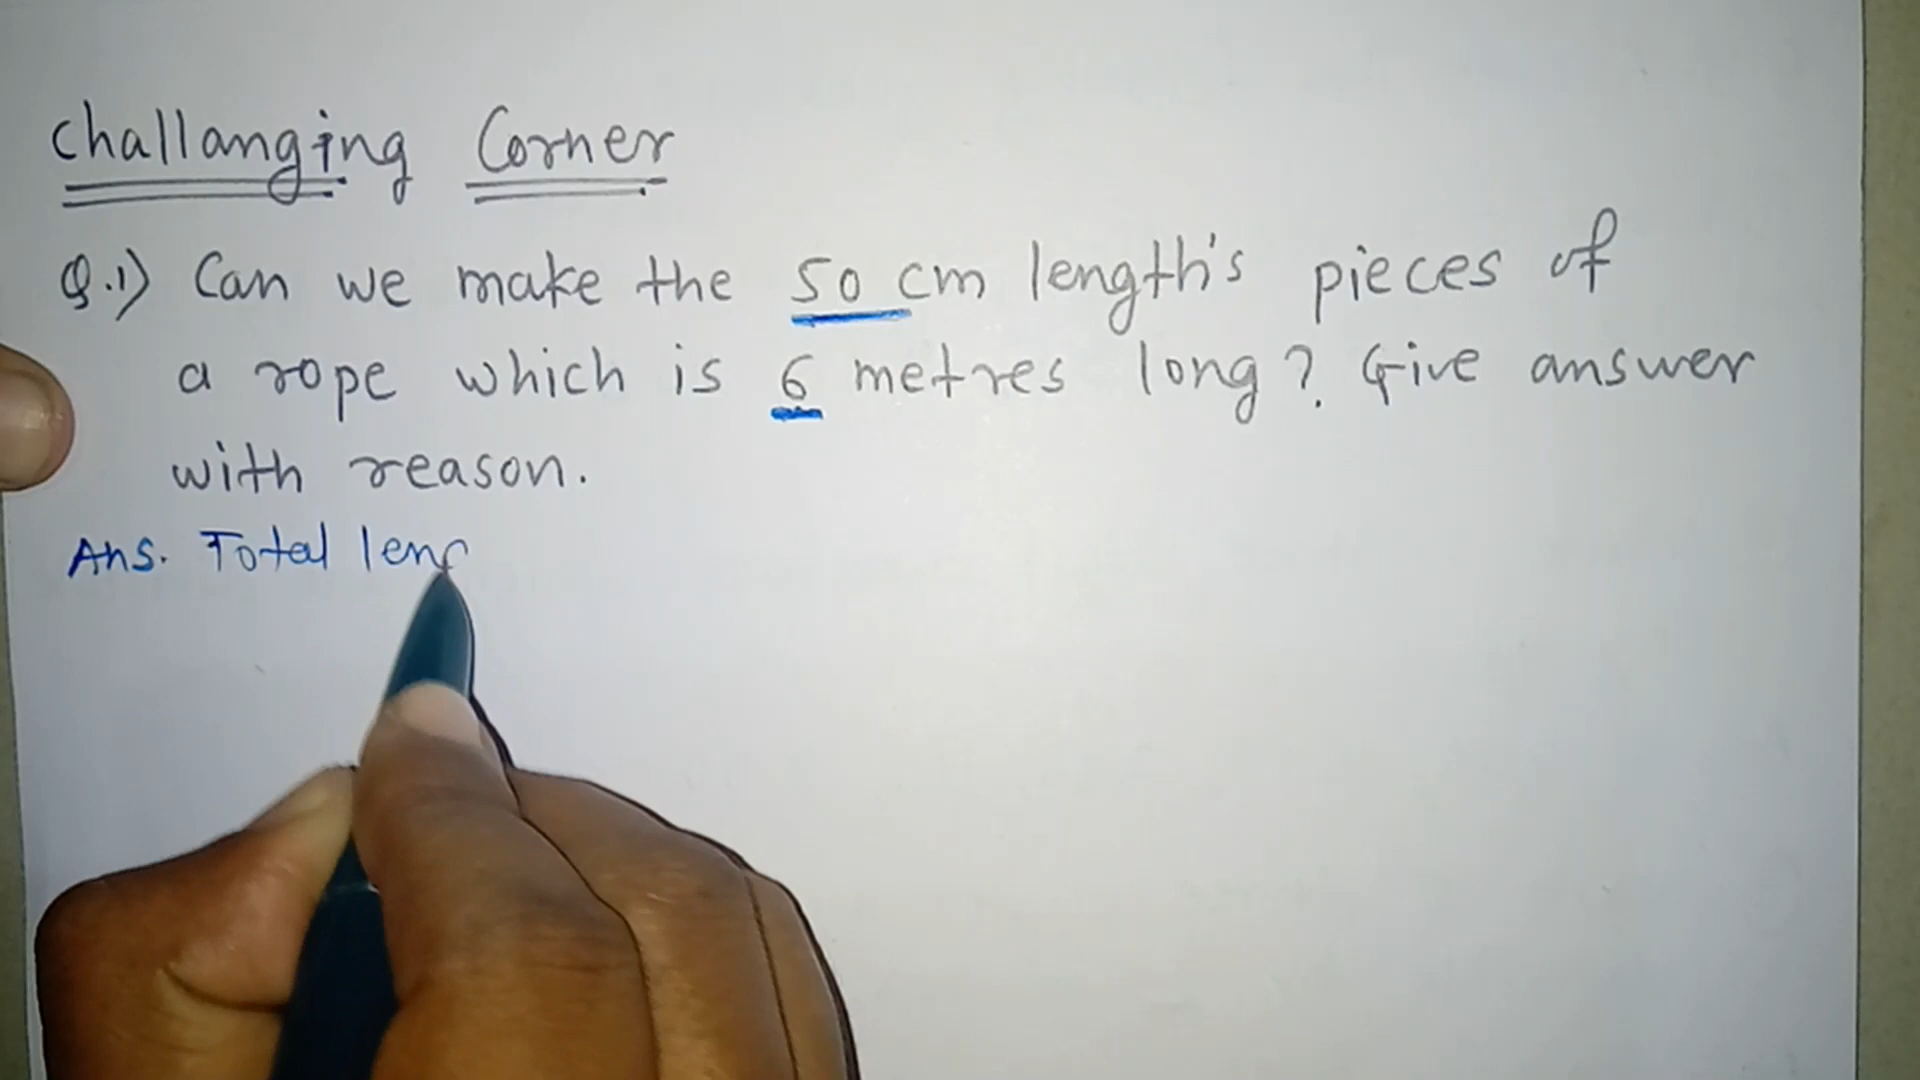 Challanging Corner
Q.1) Can we make the 50 cm length's pieces of
a rope which is 6 metres long? Give answer
with reason.
Ans. Total leng